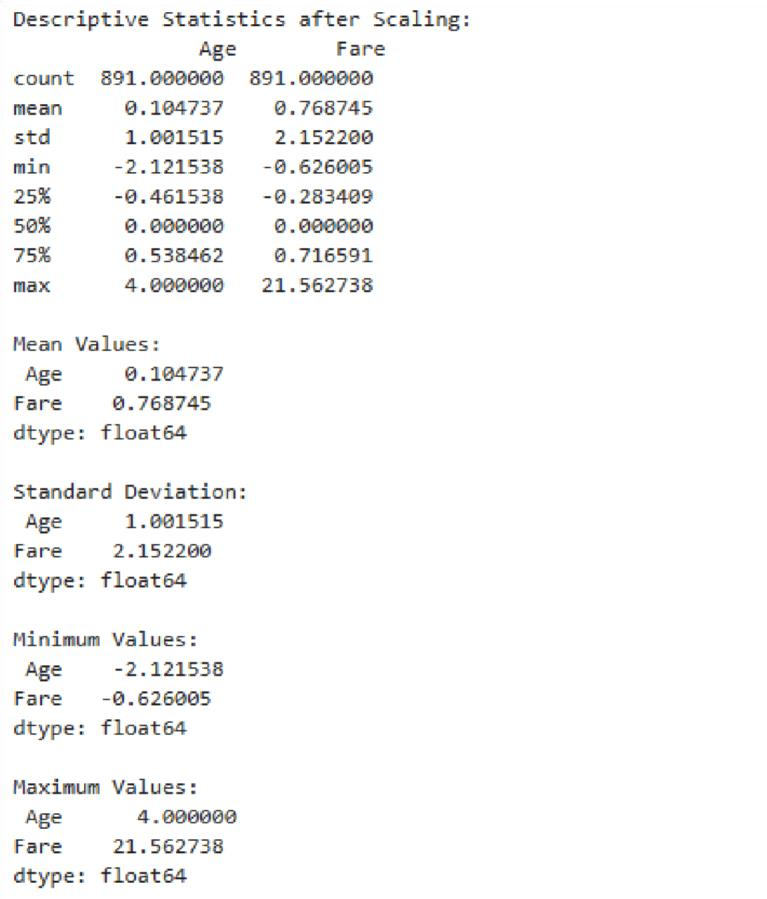 Descriptive Statistics after Scaling:
              Age        Fare
count  891.000000  891.000000
mean     0.104737    0.768745
std      1.001515    2.152200
min     -2.121538   -0.626005
25%     -0.461538   -0.283409
50%      0.000000    0.000000
75%      0.538462    0.716591
max      4.000000   21.562738

Mean Values:
 Age     0.104737
Fare    0.768745
dtype: float64

Standard Deviation:
 Age     1.001515
Fare    2.152200
dtype: float64

Minimum Values:
 Age    -2.121538
Fare   -0.626005
dtype: float64

Maximum Values:
 Age      4.000000
Fare    21.562738
dtype: float64